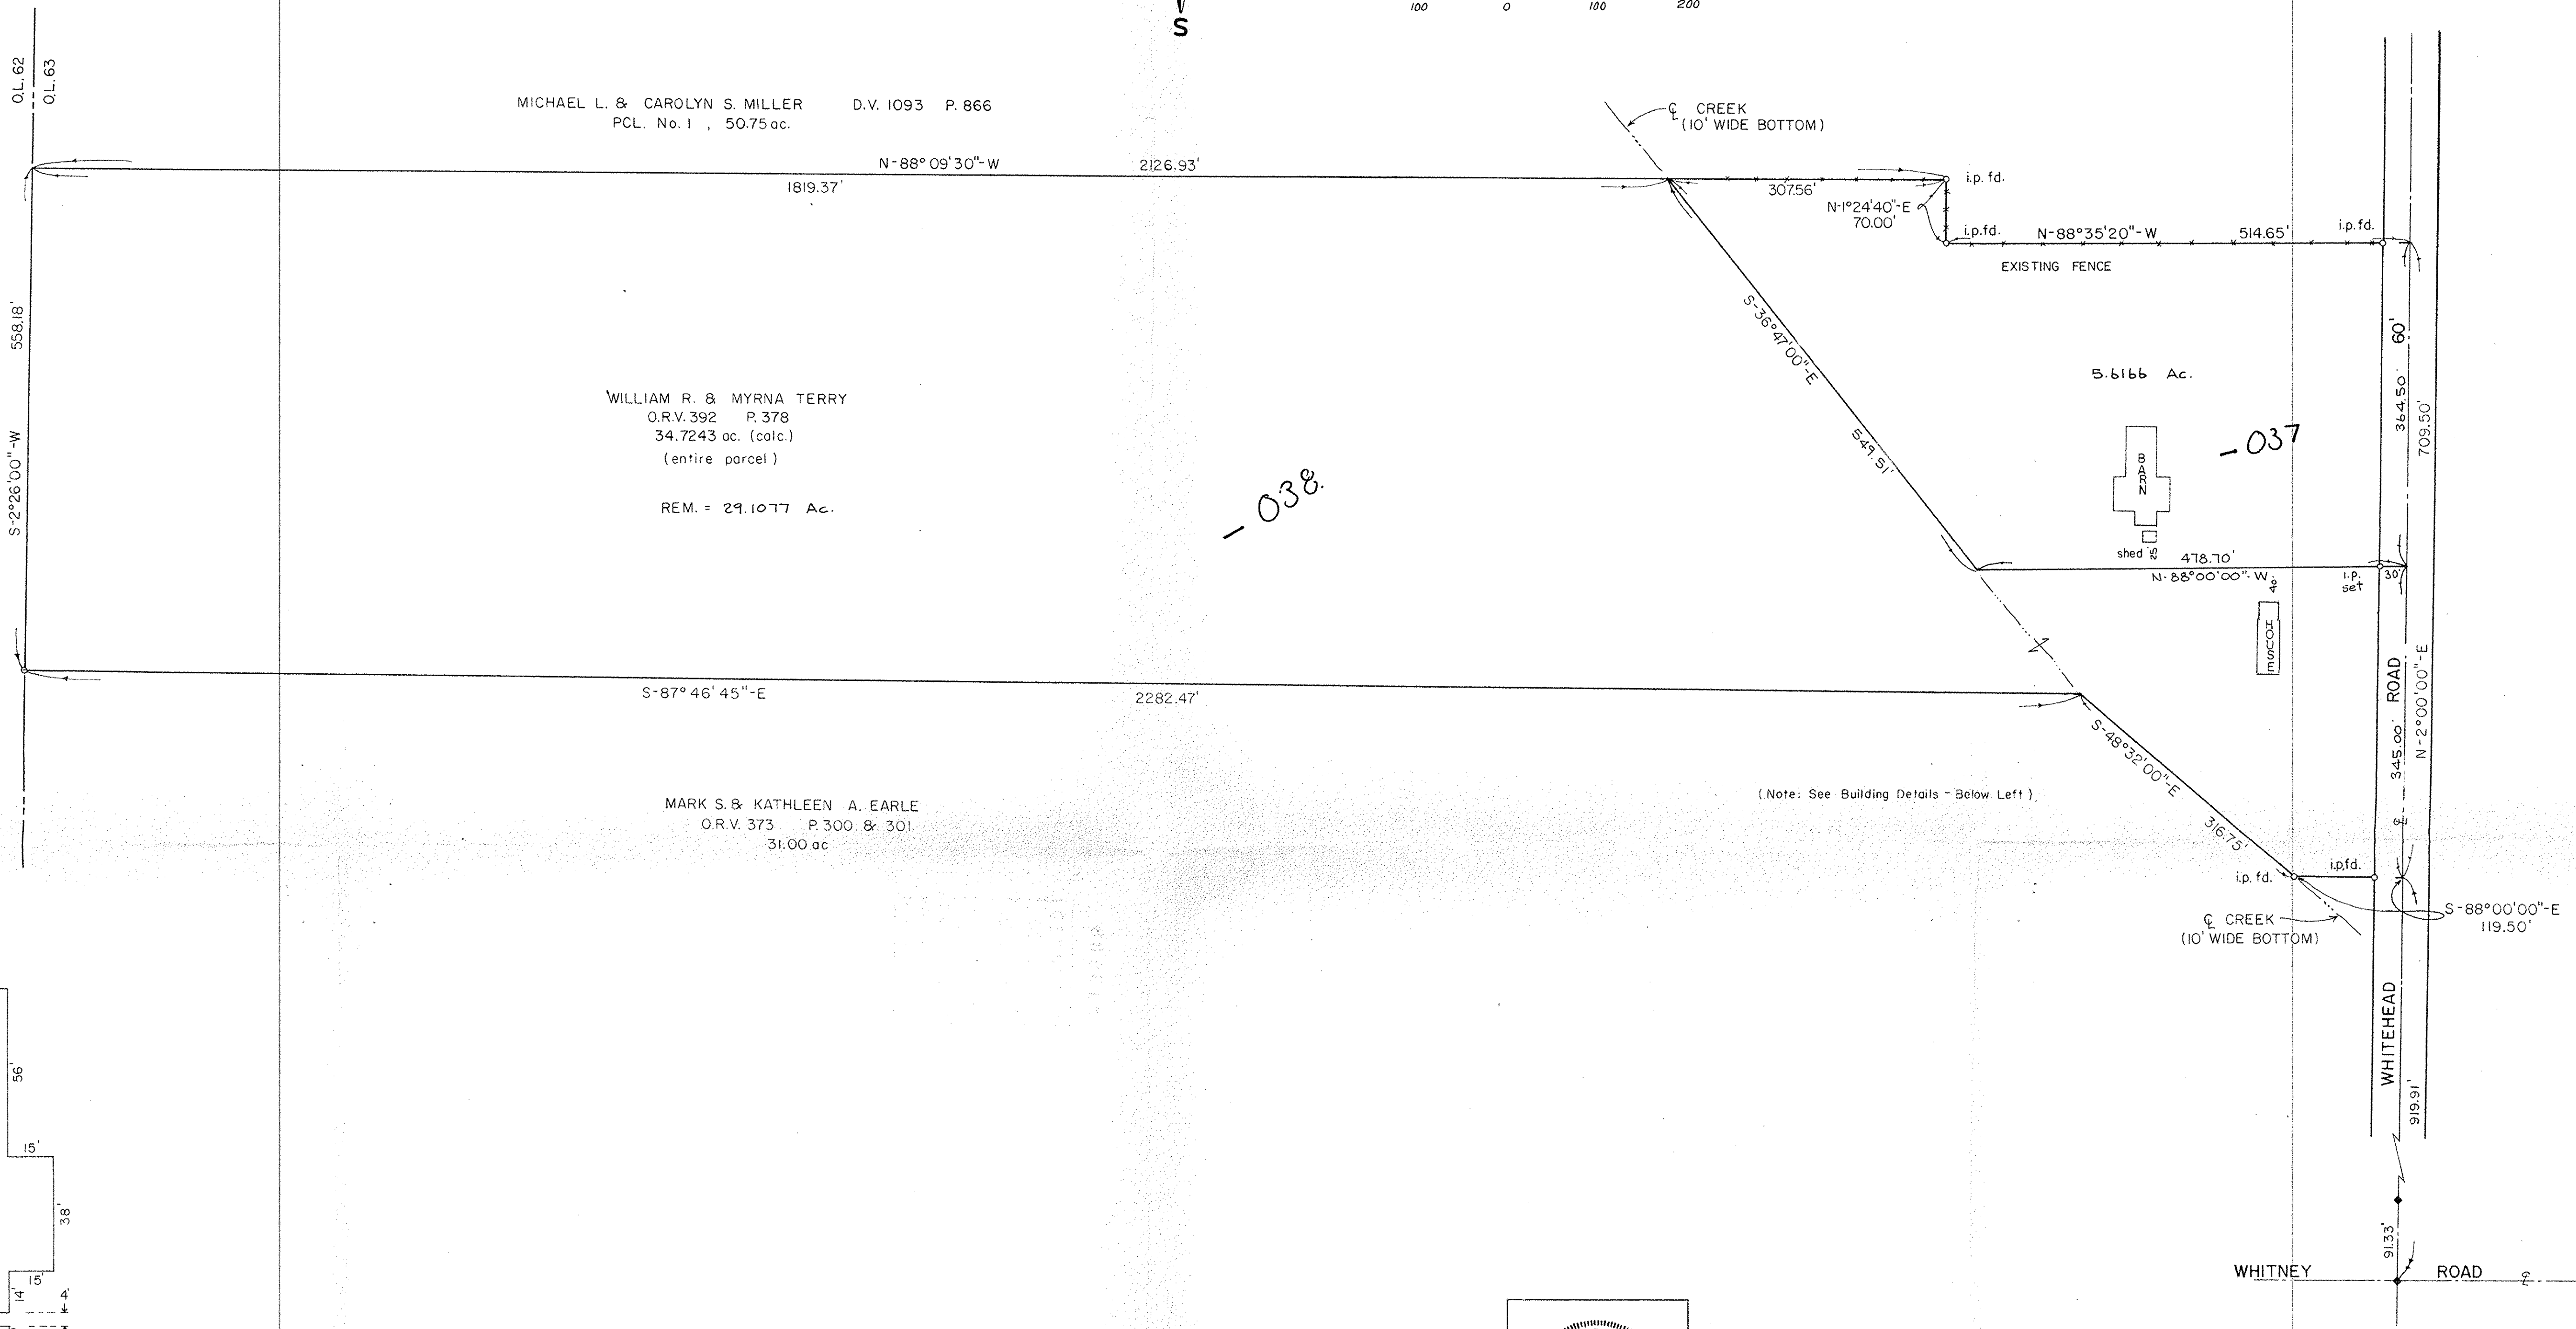 S
100 0 100 200
O.L. 62
O.L. 63
MICHAEL L. & CAROLYN S. MILLER D.V. 1093 P. 866
PCL. No. 1 , 50.75 ac.
℄ CREEK
(10' WIDE BOTTOM)
N-88°09'30"-W 2126.93'
1819.37'
307.56'
i.p. fd.
N-1°24'40"-E
70.00'
i.p. fd.
N-88°35'20"-W 514.65'
i.p. fd.
EXISTING FENCE
558.18'
S-2°26'00"-W
WILLIAM R. & MYRNA TERRY
O.R.V. 392 P. 378
34.7243 ac. (calc.)
(entire parcel)
REM. = 29.1077 Ac.
- 038.
S-36°47'00"-E
549.51'
5.6166 Ac.
- 037
BARN
shed
25
478.70'
N-88°00'00"-W
40'
i.p.
set
30'
HOUSE
60'
364.50'
709.50'
ROAD
345.00'
N-2°00'00"-E
℄
S-87°46'45"-E 2282.47'
S-48°32'00"-E
316.75'
MARK S. & KATHLEEN A. EARLE
O.R.V. 373 P. 300 & 301
31.00 ac
(Note: See Building Details - Below Left)
i.p. fd.
i.p.fd.
S-88°00'00"-E
119.50'
℄ CREEK
(10' WIDE BOTTOM)
WHITEHEAD
919.91'
91.33'
WHITNEY ROAD ℄
56'
15'
38'
15'
14'
4'